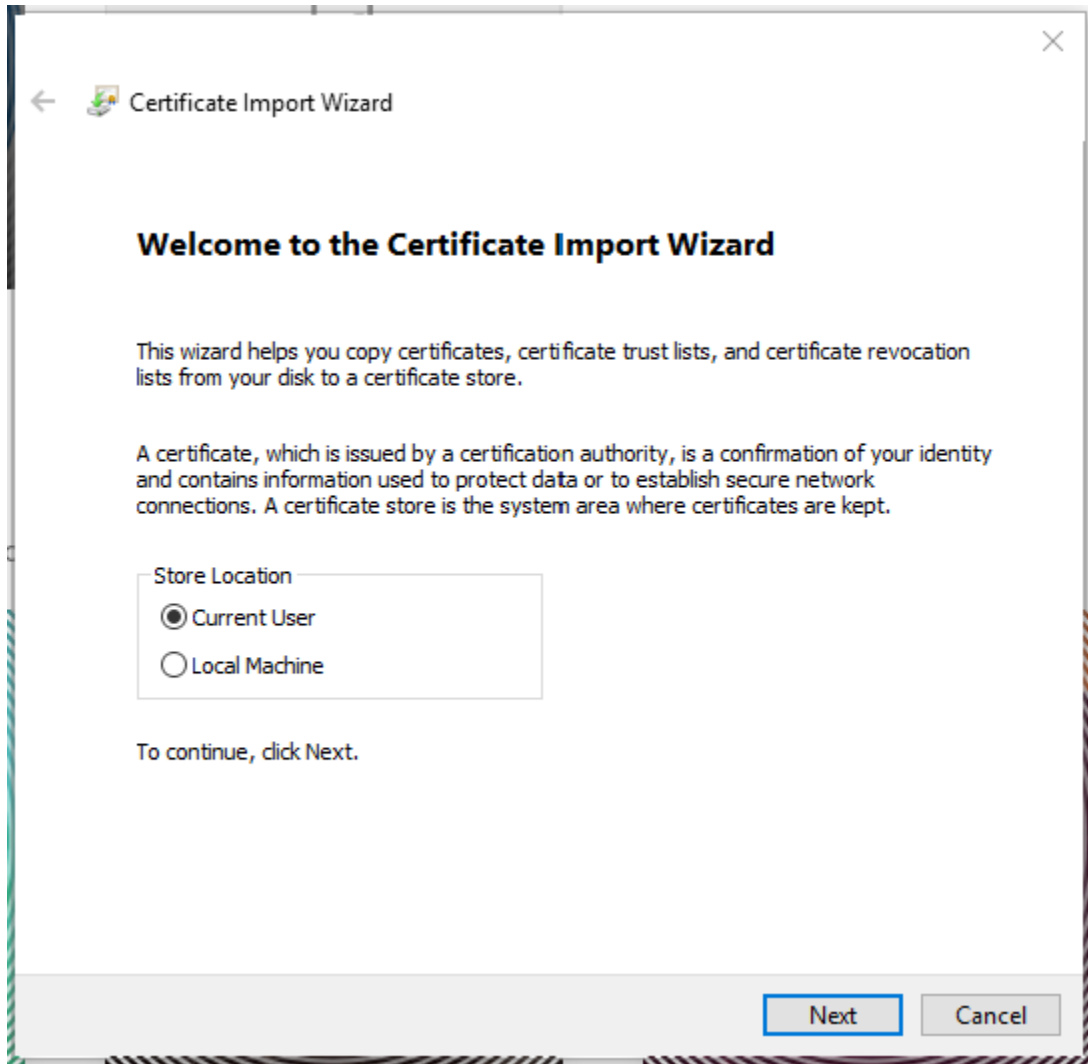 Certificate Import Wizard
Welcome to the Certificate Import Wizard
This wizard helps you copy certificates, certificate trust lists, and certificate revocation
lists from your disk to a certificate store.
A certificate, which is issued by a certification authority, is a confirmation of your identity
and contains information used to protect data or to establish secure network
connections. A certificate store is the system area where certificates are kept.
Store Location
Current User
Local Machine
To continue, click Next.
Next
Cancel